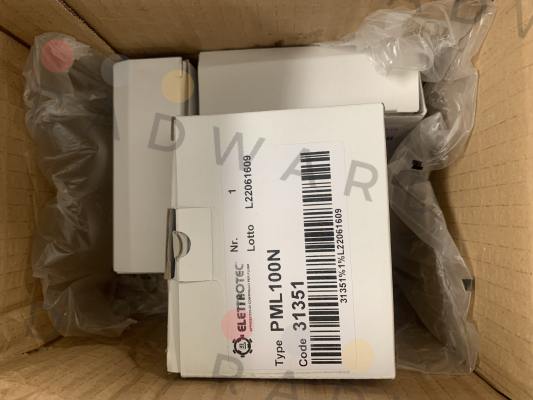 ELETTROTEC
Nr. 1
Lotto L22061609
Type PML100N
Code 31351
31351%1%L22061609